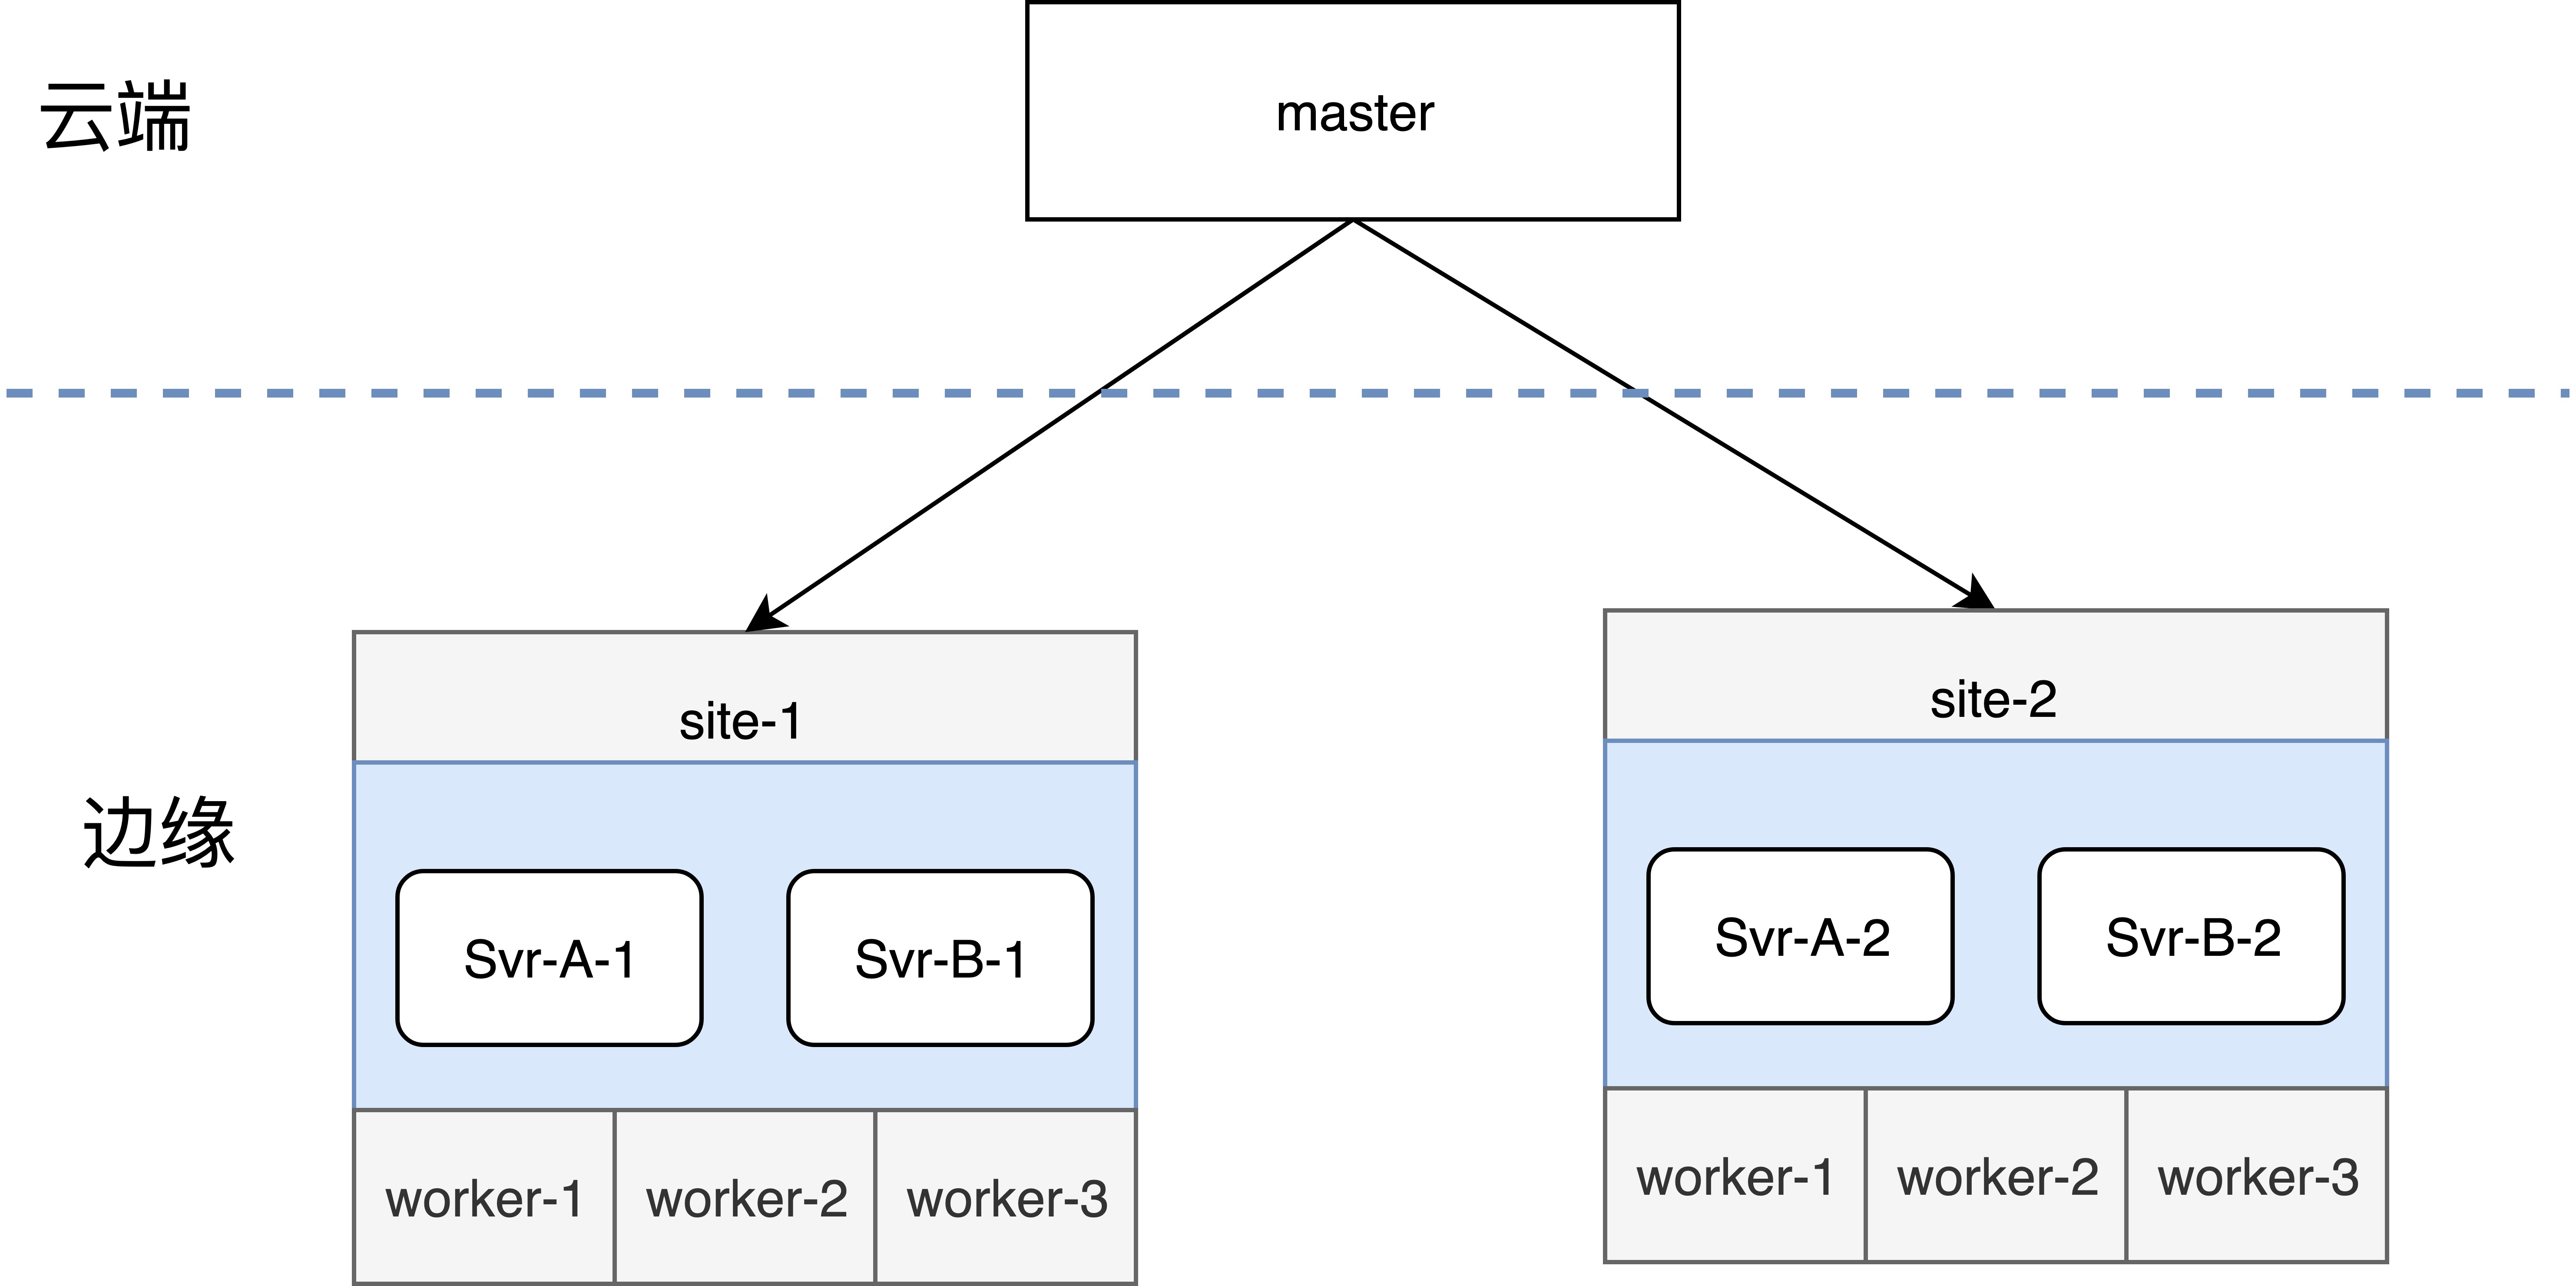 云端
master
边缘
site-1
Svr-A-1
Svr-B-1
worker-1
worker-2
worker-3
site-2
Svr-A-2
Svr-B-2
worker-1
worker-2
worker-3